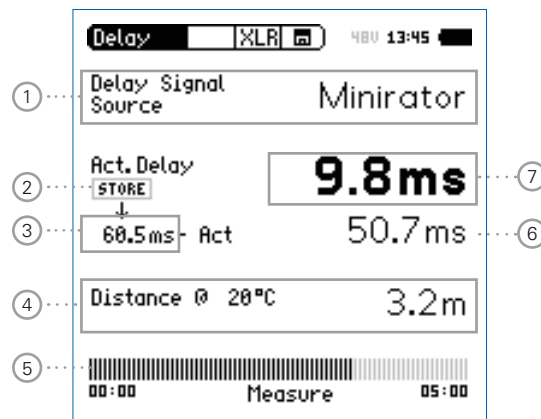 Delay XLR 48V 13:45
1 Delay Signal Source Minirator
Act. Delay 9.8ms 7
2 STORE
3 60.5ms - Act 50.7ms 6
4 Distance @ 20°C 3.2m
5
00:00 Measure 05:00